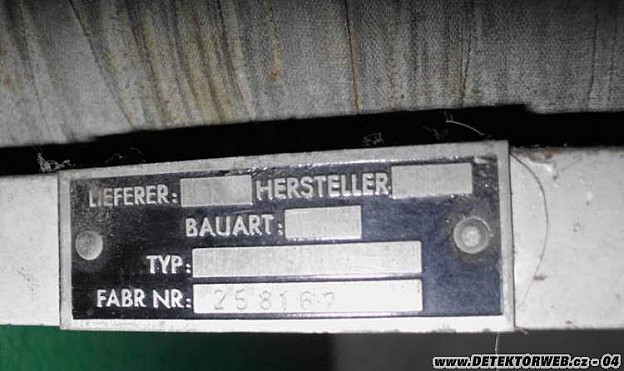 LIEFERER: HERSTELLER
BAUART:
TYP:
FABR NR: 258167
www.DETEKTORWEB.cz - 04